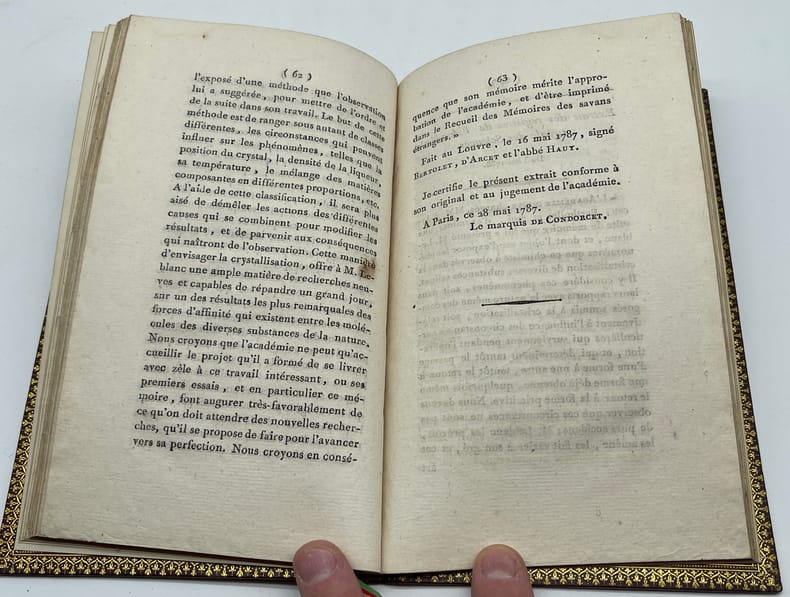 ( 62 )
l'exposé d'une méthode que l'observation
lui a suggérée, pour mettre de l'ordre et
de la suite dans son travail. Le but de cette
méthode est de ranger sous autant de classes
différentes, les circonstances qui peuvent
influer sur les phénomènes, telles que la
position du crystal, la densité de la liqueur,
sa température, le mélange des matières
composantes en différentes proportions, etc.
A l'aide de cette classification, il sera plus
aisé de démêler les actions des différentes
causes qui se combinent pour modifier les
résultats, et de parvenir aux conséquences
qui naîtront de l'observation. Cette manière
d'envisager la crystallisation, offre à M. Le-
blanc une ample matière de recherches neu-
ves et capables de répandre un grand jour,
sur un des résultats les plus remarquales des
forces d'affinité qui existent entre les molé-
cules des diverses substances de la nature.
Nous croyons que l'académie ne peut qu'ac-
cueillir le projet qu'il a formé de se livrer
avec zèle à ce travail intéressant, ou ses
premiers essais, et en particulier ce mé-
moire, font augurer très-favorablement de
ce qu'on doit attendre des nouvelles recher-
ches, qu'il se propose de faire pour l'avancer
vers sa perfection. Nous croyons en consé-
( 63 )
quence que son mémoire mérite l'appro-
bation de l'académie, et d'être imprimé
dans le Recueil des Mémoires des savans
étrangers. »
Fait au Louvre, le 16 mai 1787, signé
BERTOLET, D'ARCET et l'abbé HAUY.
Je certifie le présent extrait conforme à
son original et au jugement de l'académie.
A Paris, ce 28 mai 1787.
Le marquis DE CONDORCET.